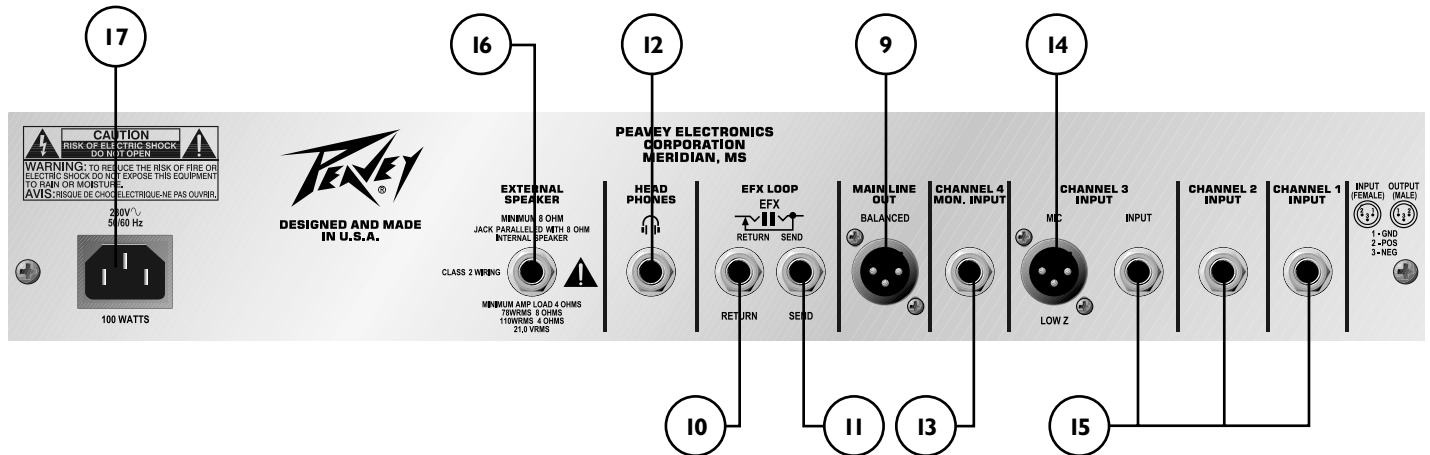 17
16
12
9
14
CAUTION
RISK OF ELECTRIC SHOCK
DO NOT OPEN
WARNING: TO REDUCE THE RISK OF FIRE OR
ELECTRIC SHOCK DO NOT EXPOSE THIS EQUIPMENT
TO RAIN OR MOISTURE.
AVIS: RISQUE DE CHOC ELECTRIQUE-NE PAS OUVRIR.
230V
50/60 Hz
100 WATTS
PEAVEY
®
DESIGNED AND MADE
IN U.S.A.
PEAVEY ELECTRONICS
CORPORATION
MERIDIAN, MS
EXTERNAL
SPEAKER
MINIMUM 8 OHM
JACK PARALLELED WITH 8 OHM
INTERNAL SPEAKER
CLASS 2 WIRING
MINIMUM AMP LOAD 4 OHMS
78WRMS 8 OHMS
110WRMS 4 OHMS
21,0 VRMS
HEAD
PHONES
EFX LOOP
EFX
RETURN SEND
RETURN SEND
MAIN LINE
OUT
BALANCED
CHANNEL 4
MON. INPUT
CHANNEL 3
INPUT
MIC INPUT
LOW Z
CHANNEL 2
INPUT
CHANNEL 1
INPUT
INPUT OUTPUT
(FEMALE) (MALE)
1 - GND
2 - POS
3 - NEG
10
11
13
15